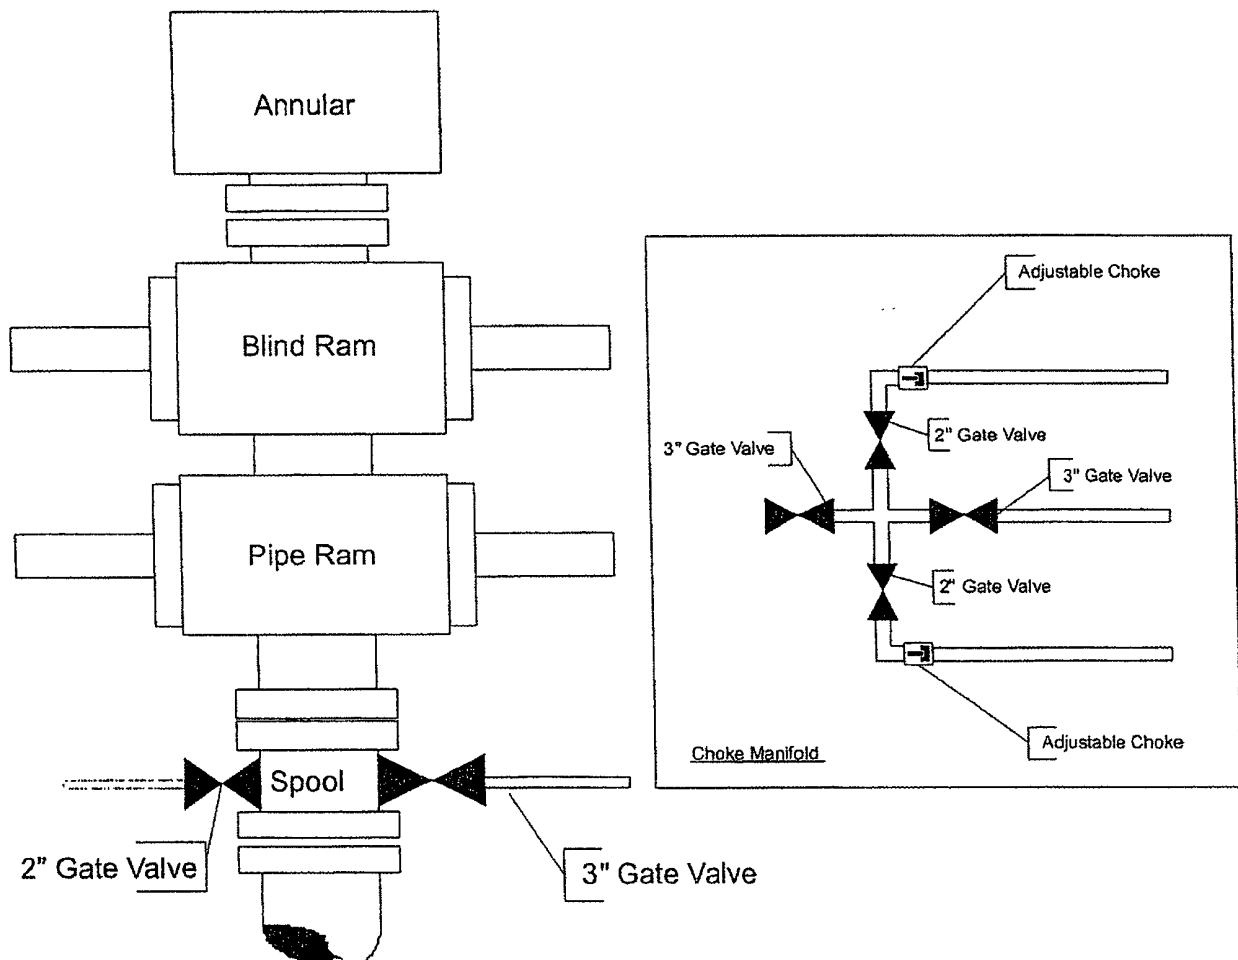 Annular
Blind Ram
Pipe Ram
Spool
2" Gate Valve
3" Gate Valve
Adjustable Choke
2" Gate Valve
3" Gate Valve
3" Gate Valve
2" Gate Valve
Adjustable Choke
Choke Manifold